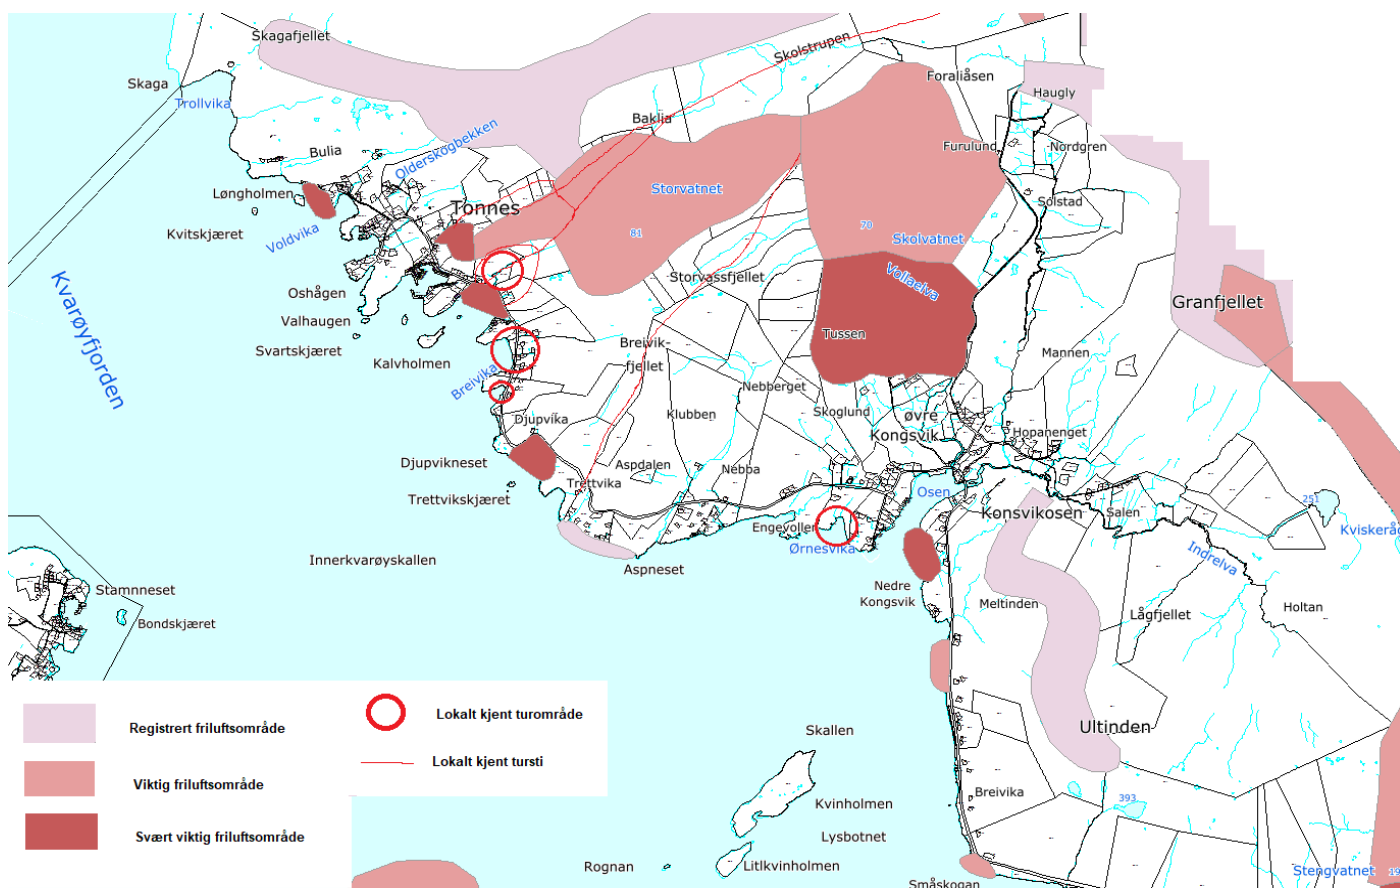 Skagafjellet
Skolstrupen
Skaga
Foraliåsen
Trollvika
Haugly
Baklia
Olderskogbekken
Furulund
Nordgren
Bulia
Løngholmen
Storvatnet
Solstad
Tonnes
Kvitskjæret
Voldvika
81
70
Skolvatnet
Vollaelva
Storvassfjellet
Kvarøyfjorden
Oshågen
Granfjellet
Valhaugen
Tussen
Svartskjæret
Breivik-
fjellet
Mannen
Kalvholmen
Breivika
Nebberget
Djupvika
Klubben
Skoglund
øvre
Kongsvik
Hopanenget
Djupvikneset
Aspdalen
Nebba
Trettvika
Osen
Trettvikskjæret
Konsvikosen
Salen
251
Engevollen
Kviskeråd
Ørnesvika
Indrelva
Innerkvarøyskallen
Aspneset
Stamnneset
Nedre
Kongsvik
Meltinden
Lågfjellet
Holtan
Bondskjæret
Registrert friluftsområde
Lokalt kjent turområde
Ultinden
Skallen
Lokalt kjent tursti
Viktig friluftsområde
Breivika
393
Kvinholmen
Svært viktig friluftsområde
Lysbotnet
Rognan
Litlkvinholmen
Stengvatnet
Småskogan